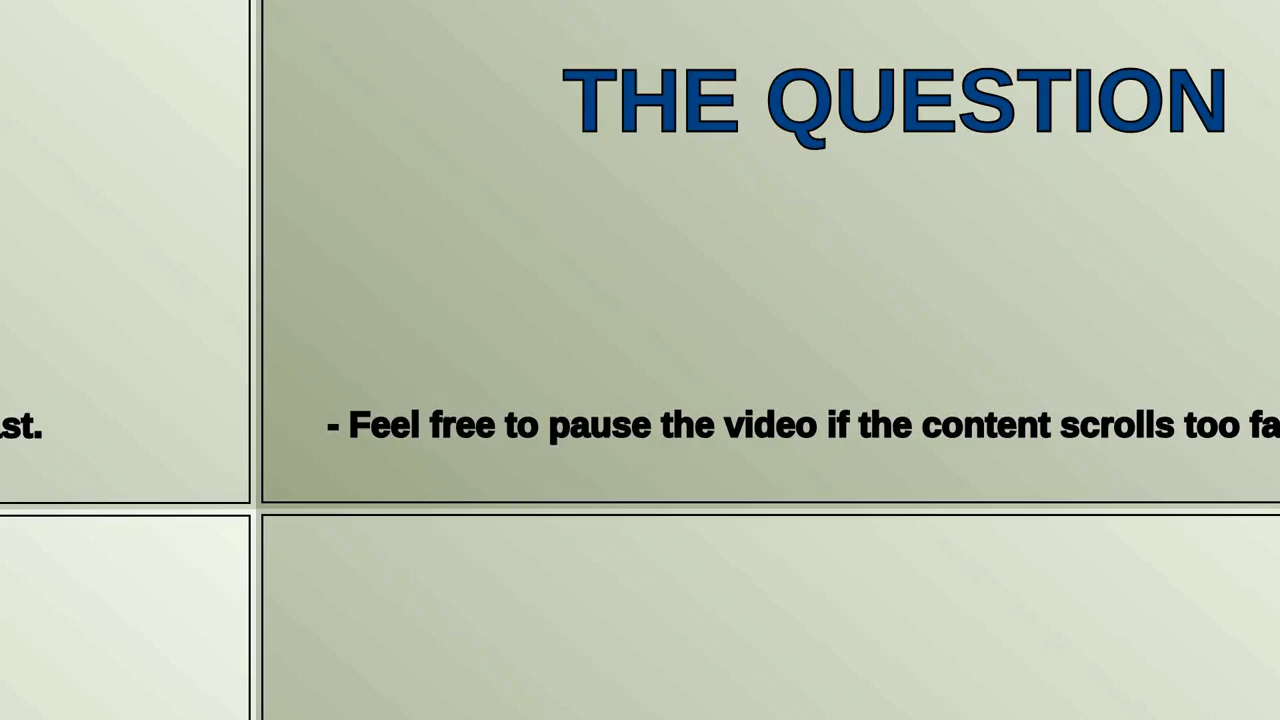 THE QUESTION
- Feel free to pause the video if the content scrolls too fa
st.